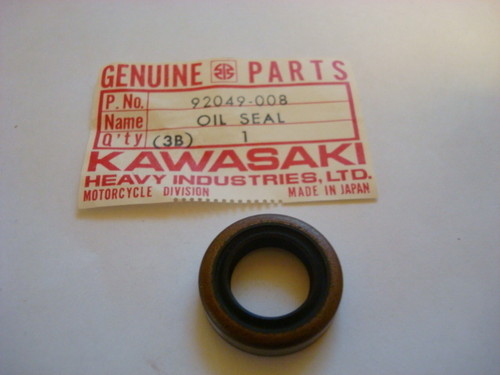 GENUINE PARTS
P. No. 92049-008
Name OIL SEAL
Q'ty (3B) 1
KAWASAKI
HEAVY INDUSTRIES, LTD.
MOTORCYCLE DIVISION MADE IN JAPAN